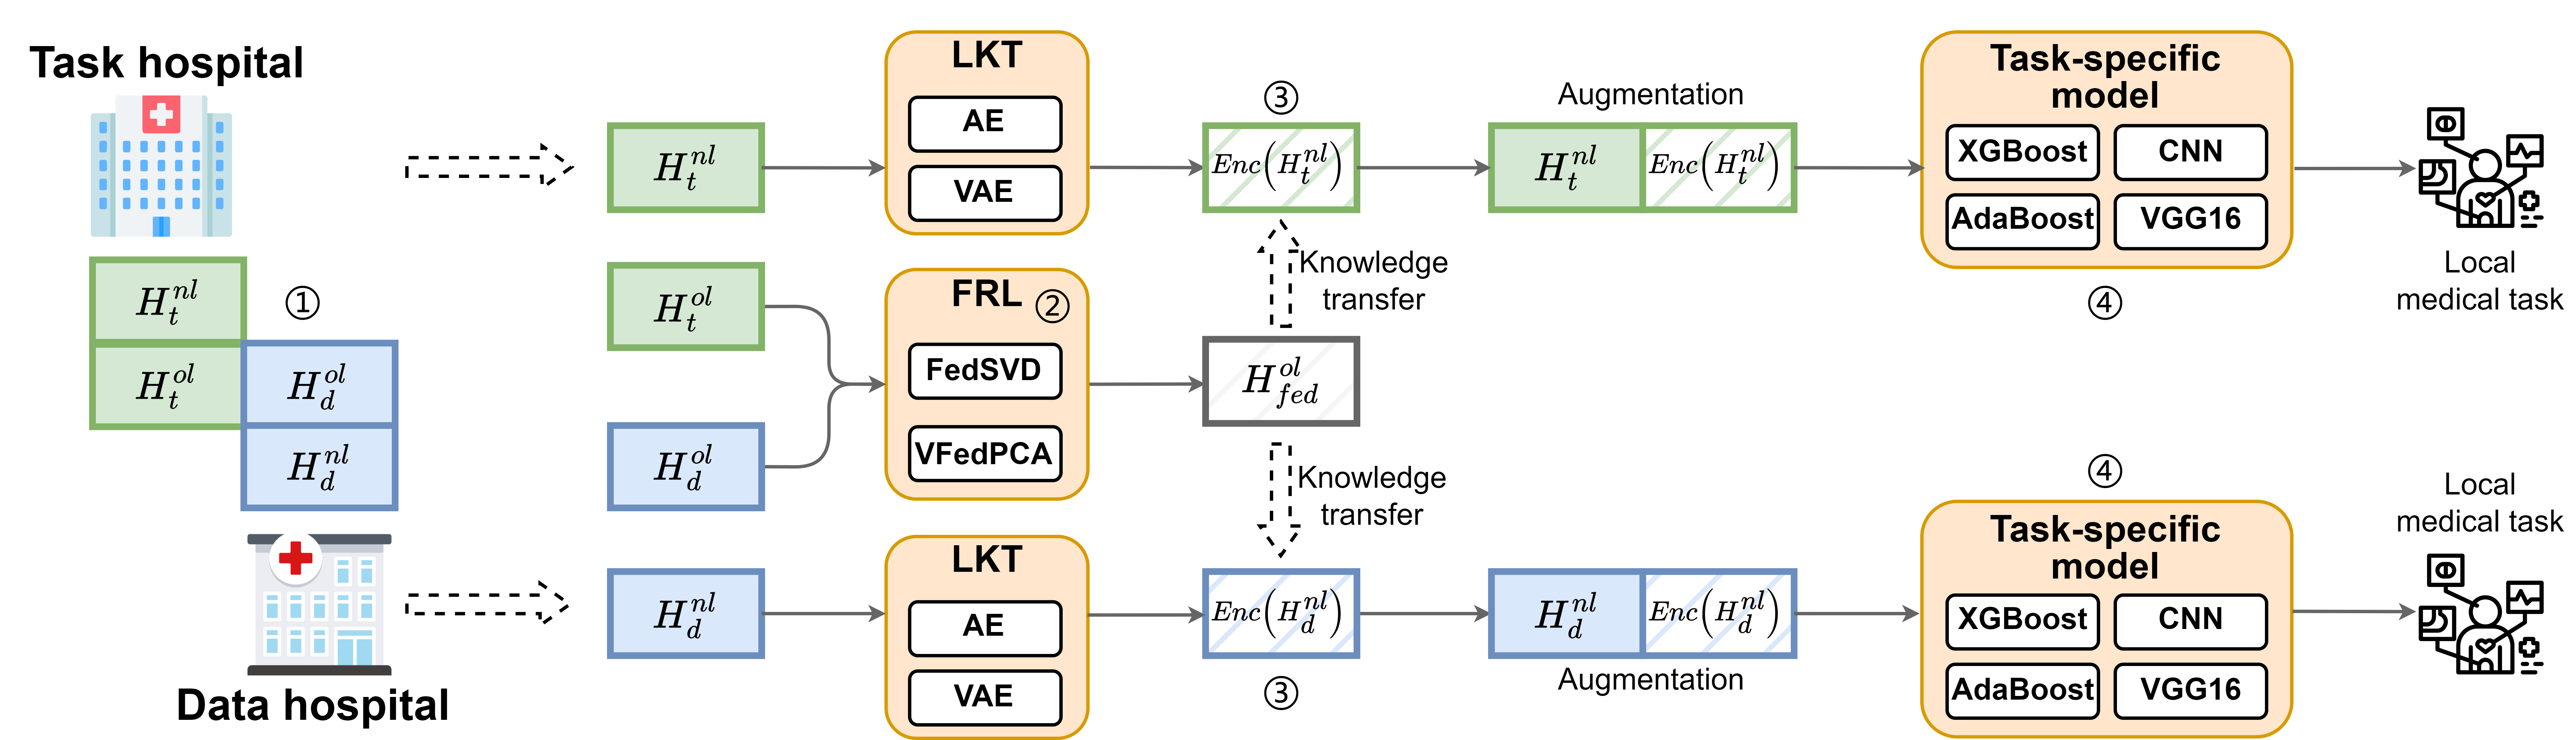 Task hospital
H_t^{nl}
①
H_t^{ol}
H_d^{ol}
H_d^{nl}
Data hospital
H_t^{nl}
LKT
AE
VAE
③
Enc(H_t^{nl})
Augmentation
H_t^{nl}
Enc(H_t^{nl})
Task-specific
model
XGBoost
CNN
AdaBoost
VGG16
④
Local
medical task
H_t^{ol}
H_d^{ol}
FRL
②
FedSVD
VFedPCA
Knowledge
transfer
H_{fed}^{ol}
Knowledge
transfer
H_d^{nl}
LKT
AE
VAE
Enc(H_d^{nl})
③
H_d^{nl}
Enc(H_d^{nl})
Augmentation
④
Task-specific
model
XGBoost
CNN
AdaBoost
VGG16
Local
medical task